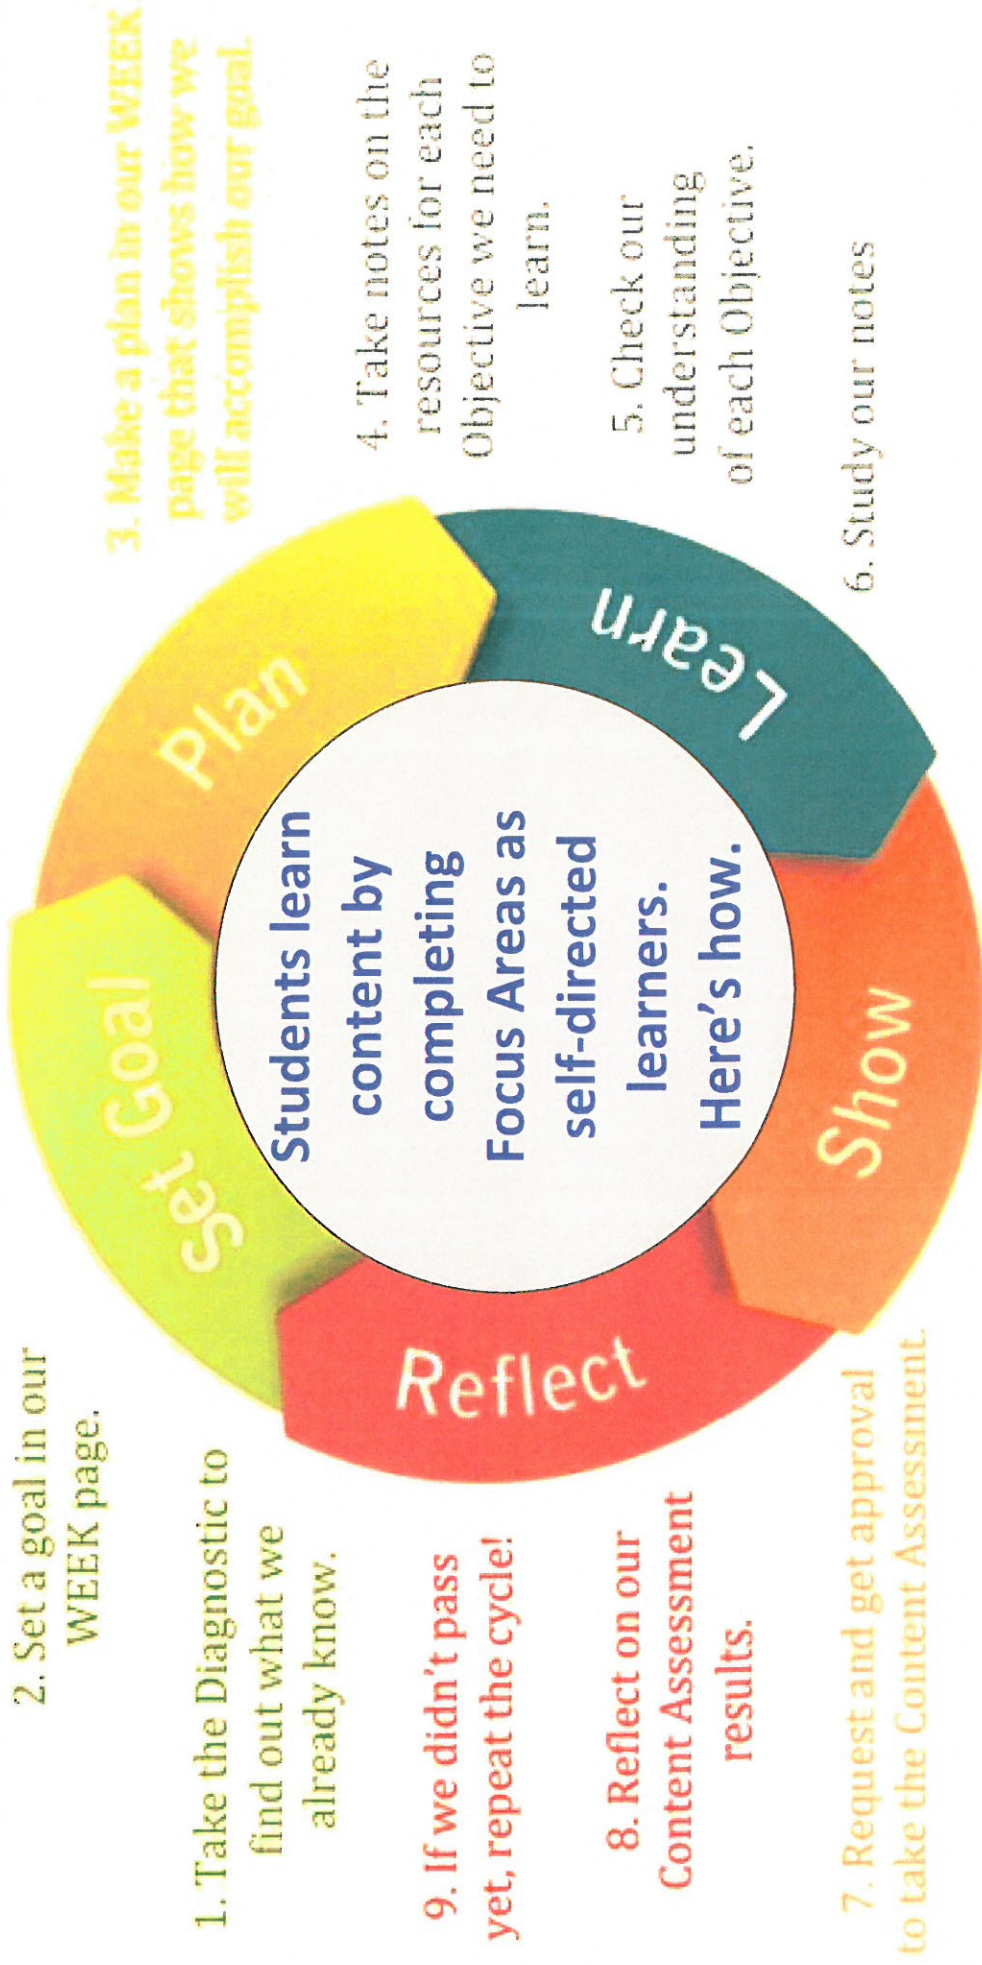 1. Take the Diagnostic to
find out what we
already know.
2. Set a goal in our
WEEK page.
3. Make a plan in our WEEK
page that shows how we
will accomplish our goal.
4. Take notes on the
resources for each
Objective we need to
learn.
5. Check our
understanding
of each Objective.
6. Study our notes
7. Request and get approval
to take the Content Assessment.
8. Reflect on our
Content Assessment
results.
9. If we didn't pass
yet, repeat the cycle!
Set Goal
Plan
Learn
Show
Reflect
Students learn
content by
completing
Focus Areas as
self-directed
learners.
Here's how.